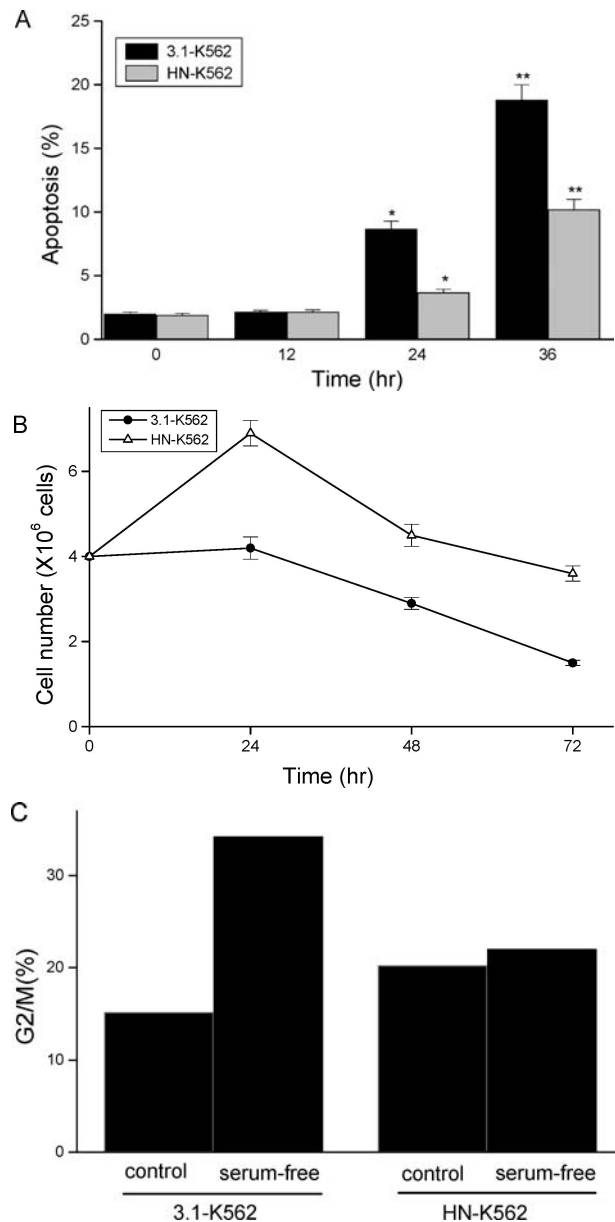 A
25
3.1-K562
HN-K562
20
15
10
5
0
Apoptosis (%)
*
*
**
**
0 12 24 36
Time (hr)
B
3.1-K562
HN-K562
6
4
2
0
Cell number (X10⁶ cells)
0 24 48 72
Time (hr)
C
30
20
10
0
G2/M(%)
control serum-free control serum-free
3.1-K562 HN-K562